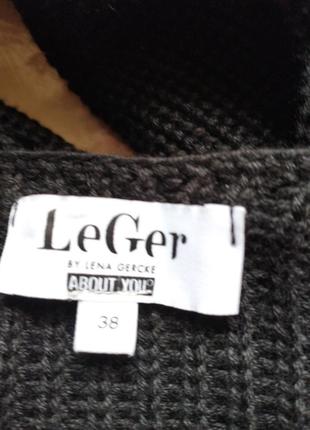 LeGer
BY LENA GERCKE
ABOUT YOU°
38